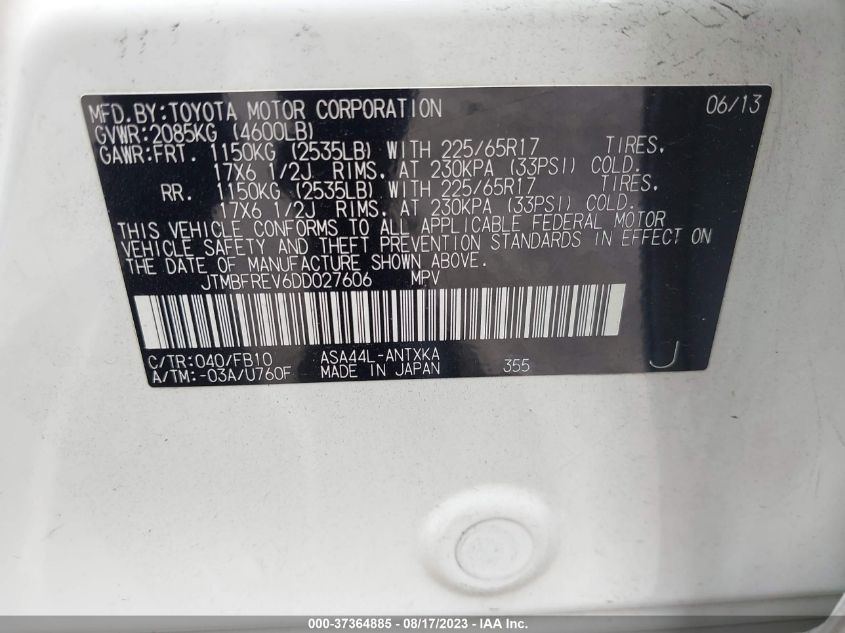 MFD.BY:TOYOTA MOTOR CORPORATION 06/13
GVWR:2085KG (4600LB)
GAWR:FRT. 1150KG (2535LB) WITH 225/65R17 TIRES,
17X6 1/2J RIMS, AT 230KPA (33PSI) COLD.
RR. 1150KG (2535LB) WITH 225/65R17 TIRES,
17X6 1/2J RIMS, AT 230KPA (33PSI) COLD.
THIS VEHICLE CONFORMS TO ALL APPLICABLE FEDERAL MOTOR
VEHICLE SAFETY AND THEFT PREVENTION STANDARDS IN EFFECT ON
THE DATE OF MANUFACTURE SHOWN ABOVE.
JTMBFREV6DD027606 MPV
C/TR:040/FB10 ASA44L-ANTXKA
A/TM:-03A/U760F MADE IN JAPAN 355 J
000-37364885 - 08/17/2023 - IAAI.com